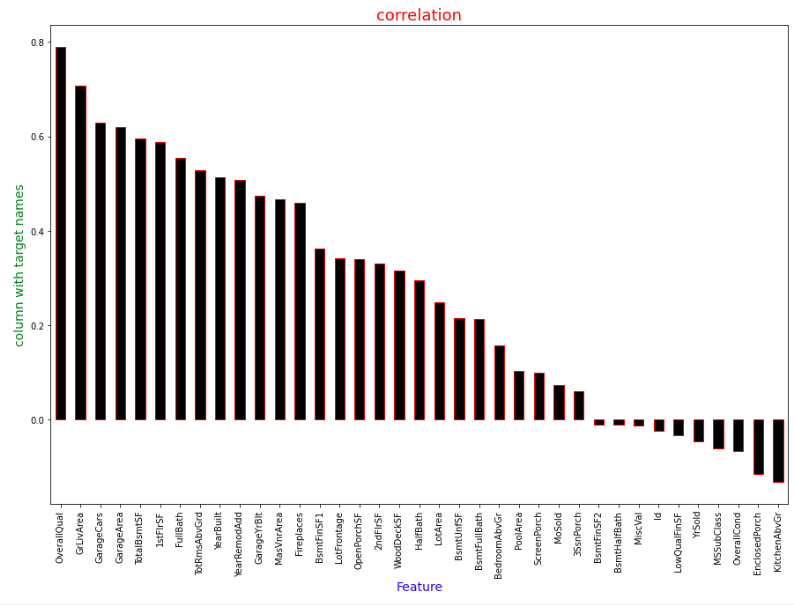 correlation
column with target names
0.8
0.6
0.4
0.2
0.0
OverallQual
GrLivArea
GarageCars
GarageArea
TotalBsmtSF
1stFlrSF
FullBath
TotRmsAbvGrd
YearBuilt
YearRemodAdd
GarageYrBlt
MasVnrArea
Fireplaces
BsmtFinSF1
LotFrontage
OpenPorchSF
2ndFlrSF
WoodDeckSF
HalfBath
LotArea
BsmtUnfSF
BsmtFullBath
BedroomAbvGr
PoolArea
ScreenPorch
MoSold
3SsnPorch
BsmtFinSF2
BsmtHalfBath
MiscVal
Id
LowQualFinSF
YrSold
MSSubClass
OverallCond
EnclosedPorch
KitchenAbvGr
Feature